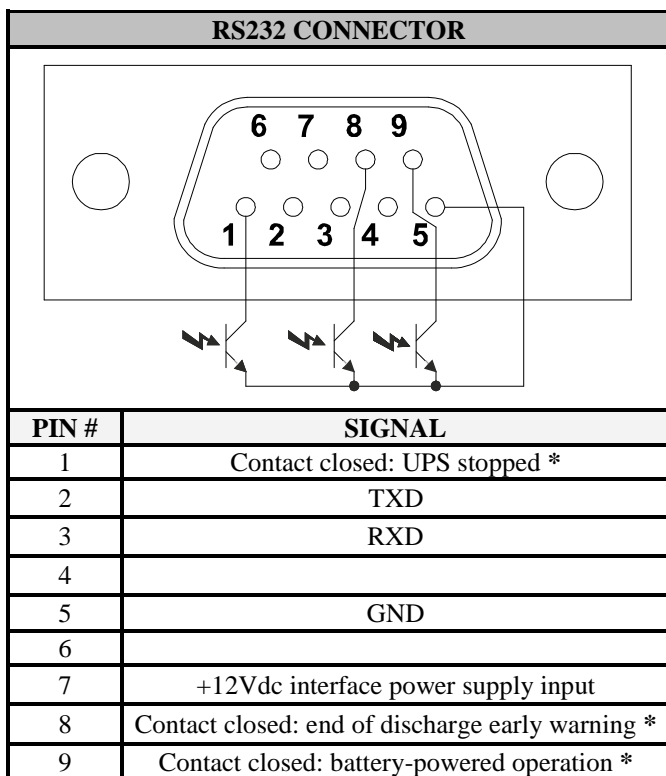 RS232 CONNECTOR
6 7 8 9
1 2 3 4 5
PIN # SIGNAL
1 Contact closed: UPS stopped *
2 TXD
3 RXD
4
5 GND
6
7 +12Vdc interface power supply input
8 Contact closed: end of discharge early warning *
9 Contact closed: battery-powered operation *